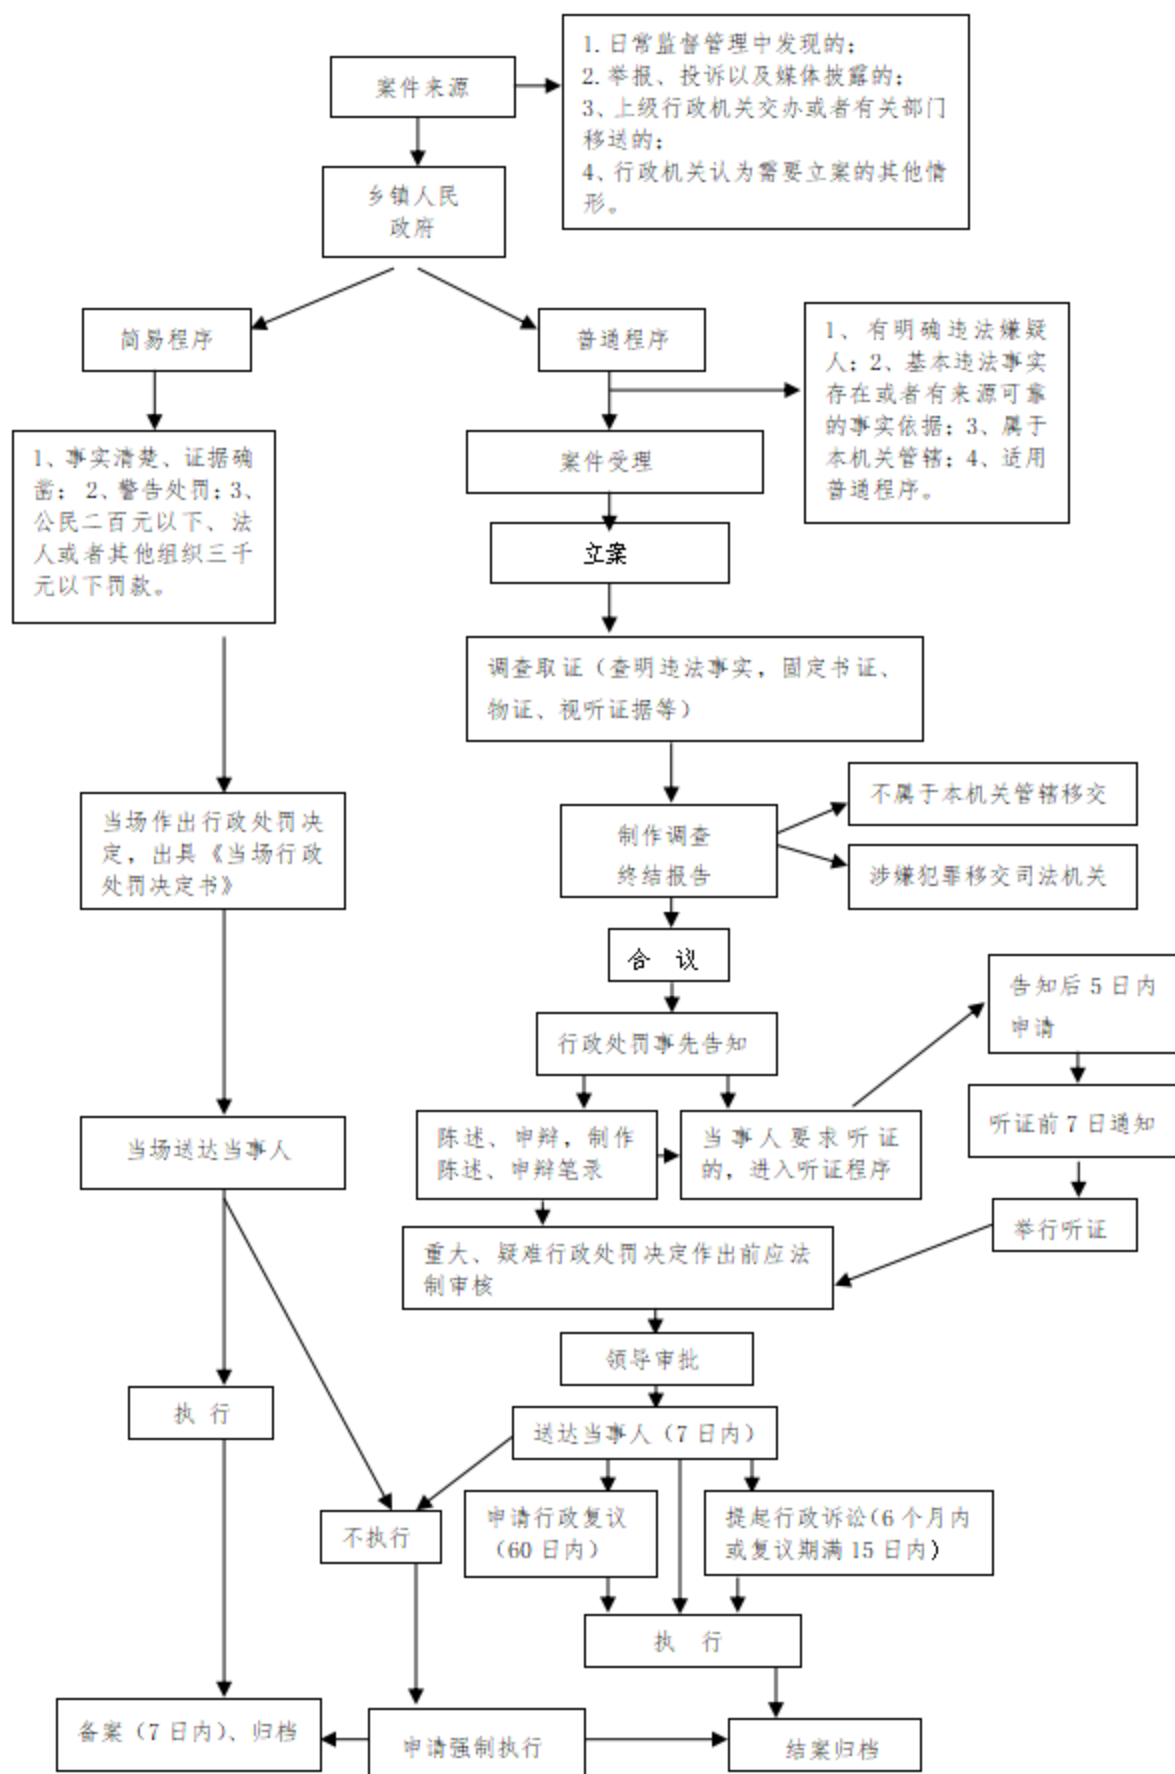 案件来源
1.日常监督管理中发现的;
2.举报、投诉以及媒体披露的;
3、上级行政机关交办或者有关部门
移送的;
4、行政机关认为需要立案的其他情
形。
乡镇人民
政府
简易程序
普通程序
1、有明确违法嫌疑
人; 2、基本违法事实
存在或者有来源可靠
的事实依据; 3、属于
本机关管辖; 4、适用
普通程序。
1、事实清楚、证据确
凿; 2、警告处罚; 3、
公民二百元以下、法
人或者其他组织三千
元以下罚款。
案件受理
立案
调查取证（查明违法事实，固定书证、
物证、视听证据等）
当场作出行政处罚决
定，出具《当场行政
处罚决定书》
制作调查
终结报告
不属于本机关管辖移交
涉嫌犯罪移交司法机关
合 议
行政处罚事先告知
告知后 5 日内
申请
陈述、申辩，制作
陈述、申辩笔录
当事人要求听证
的，进入听证程序
听证前 7 日通知
当场送达当事人
举行听证
重大、疑难行政处罚决定作出前应法
制审核
领导审批
执 行
送达当事人（7 日内）
不执行
申请行政复议
（60 日内）
提起行政诉讼(6 个月内
或复议期满 15 日内)
执 行
备案（7 日内）、归档
申请强制执行
结案归档